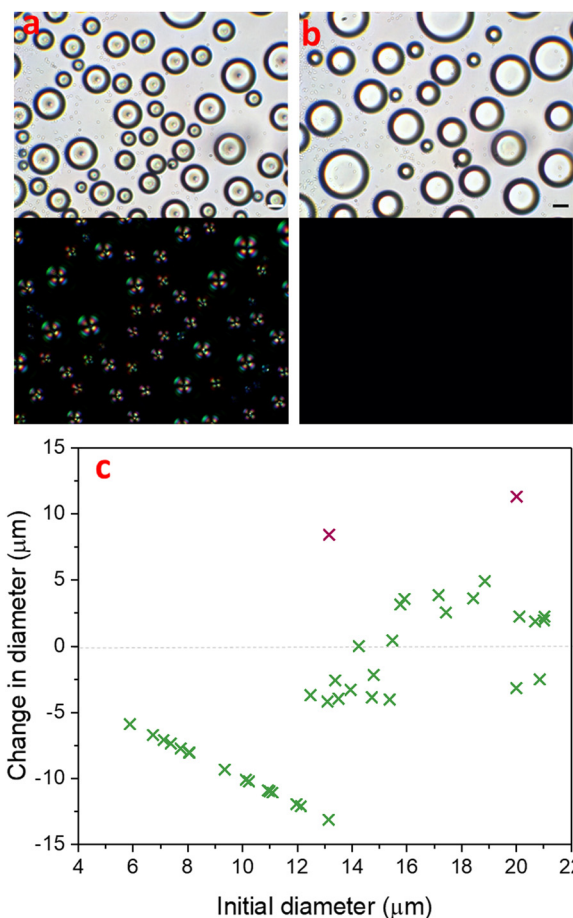 a
b
c
15
10
5
0
-5
-10
-15
4 6 8 10 12 14 16 18 20 22
Change in diameter (μm)
Initial diameter (μm)